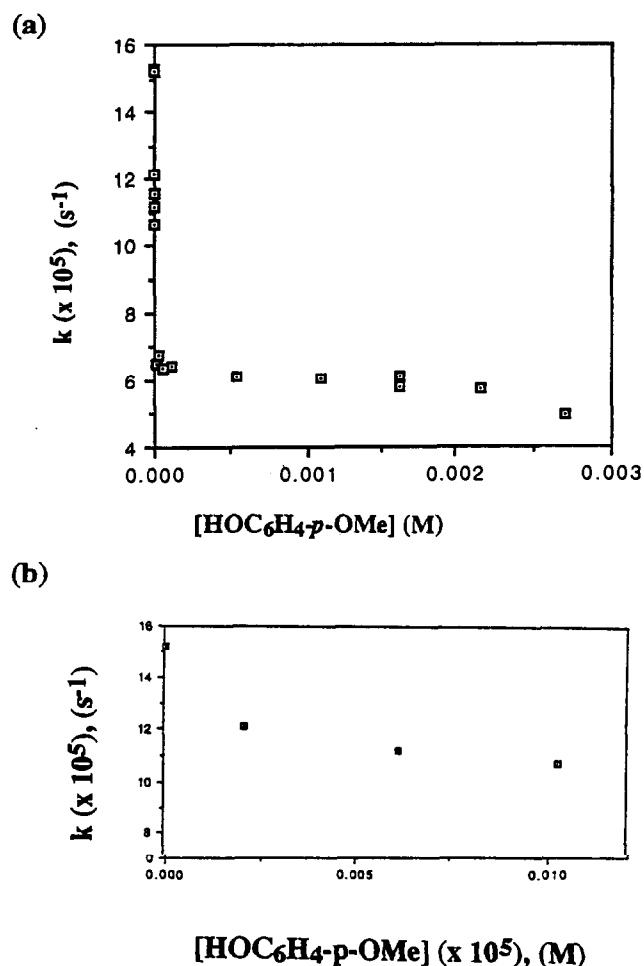 (a)
16
14
12
10
8
6
4
k (x 10⁵), (s⁻¹)
0.000 0.001 0.002 0.003
[HOC₆H₄-p-OMe] (M)
(b)
16
14
12
10
8
0
k (x 10⁵), (s⁻¹)
0.000 0.005 0.010
[HOC₆H₄-p-OMe] (x 10⁵), (M)